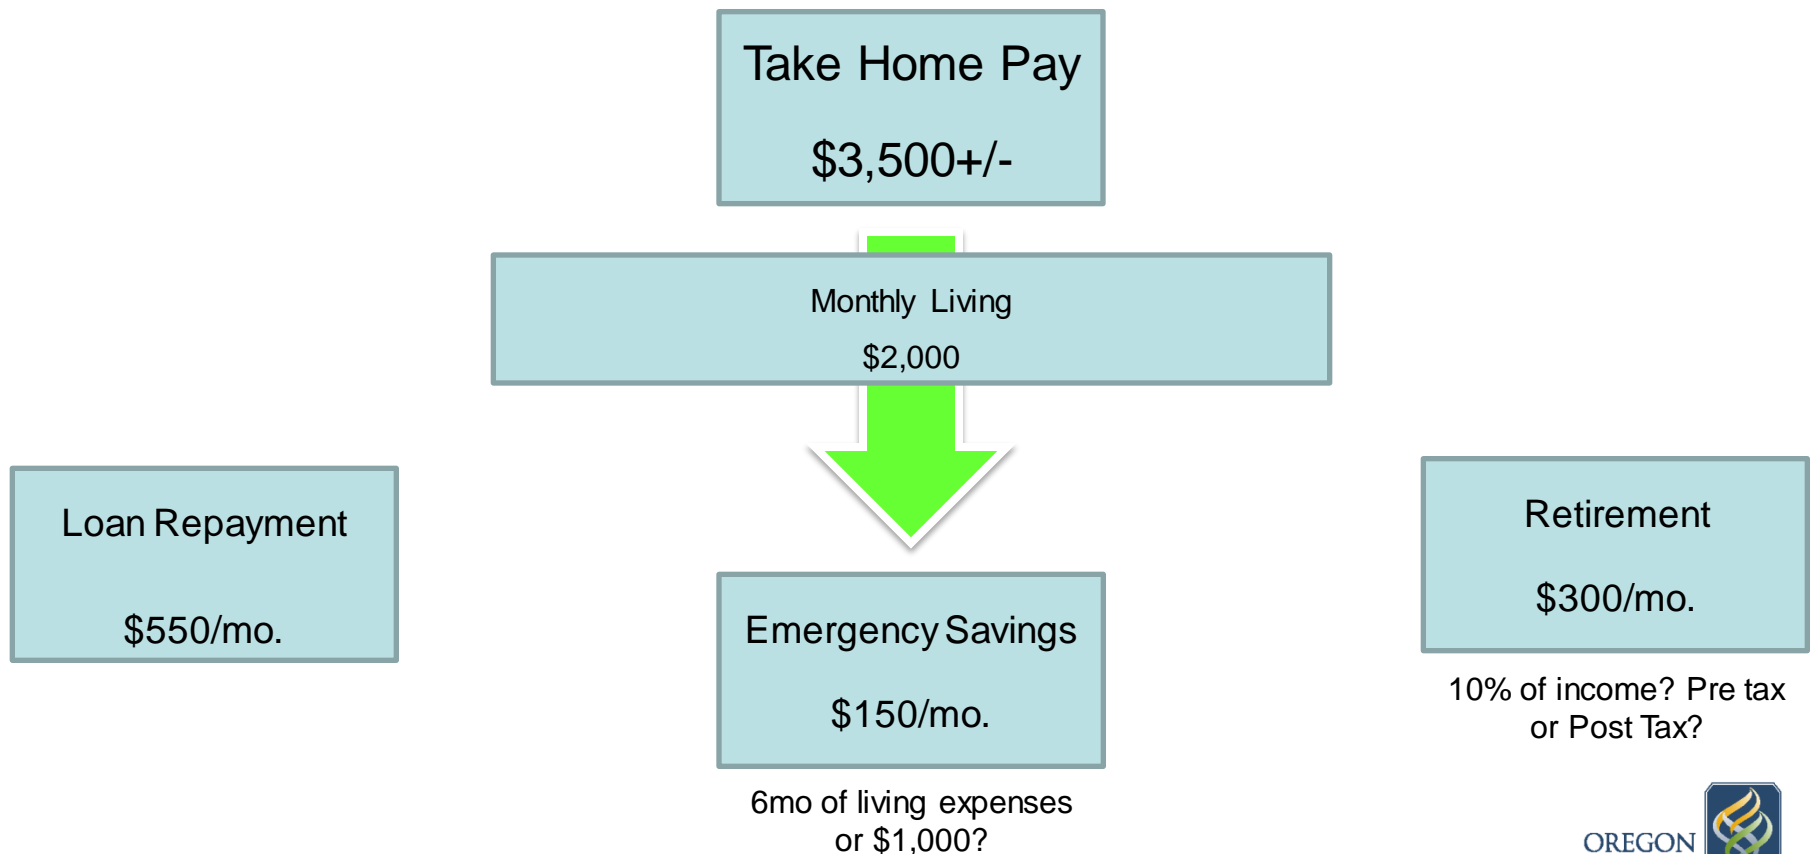 Take Home Pay
$3,500+/-
Monthly Living
$2,000
Loan Repayment
$550/mo.
Emergency Savings
$150/mo.
6mo of living expenses
or $1,000?
Retirement
$300/mo.
10% of income? Pre tax
or Post Tax?
OREGON